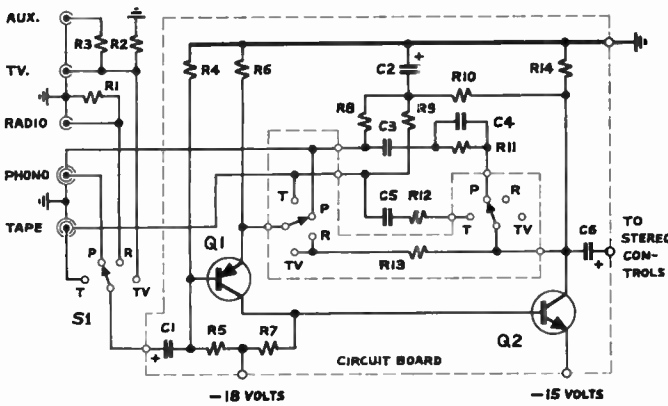 AUX.
R3
R2
TV.
R1
RADIO
PHONO
TAPE
P
R
T
TV
S1
C1
+
R5
R7
-18 VOLTS
R4
R6
Q1
C2
+
R8
R9
R10
R14
C3
C4
R11
C5
R12
T
P
R
TV
P
R
T
TV
R13
C6
+
TO
STEREO
CON-
TROLS
Q2
CIRCUIT BOARD
-15 VOLTS